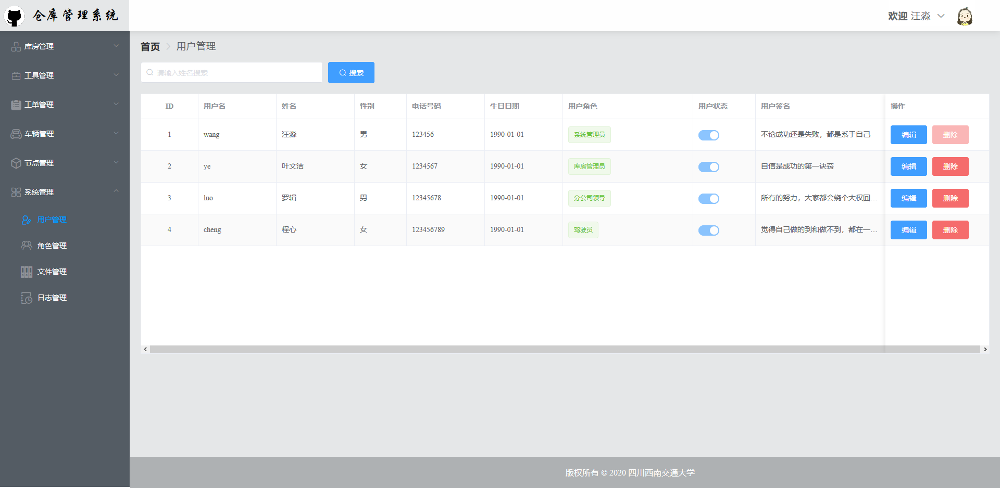 仓库管理系统
欢迎 汪淼
库房管理
工具管理
工单管理
车辆管理
节点管理
系统管理
用户管理
角色管理
文件管理
日志管理
首页 > 用户管理
请输入姓名搜索 搜索
ID 用户名 姓名 性别 电话号码 生日日期 用户角色 用户状态 用户签名 操作
1 wang 汪淼 男 123456 1990-01-01 系统管理员 不论成功还是失败，都是系于自己 编辑 删除
2 ye 叶文洁 女 1234567 1990-01-01 库房管理员 自信是成功的第一诀窍 编辑 删除
3 luo 罗辑 男 12345678 1990-01-01 分公司领导 所有的努力，大家都会绕个大权回… 编辑 删除
4 cheng 程心 女 123456789 1990-01-01 驾驶员 觉得自己做的到和做不到，都在一… 编辑 删除
版权所有 © 2020 四川西南交通大学